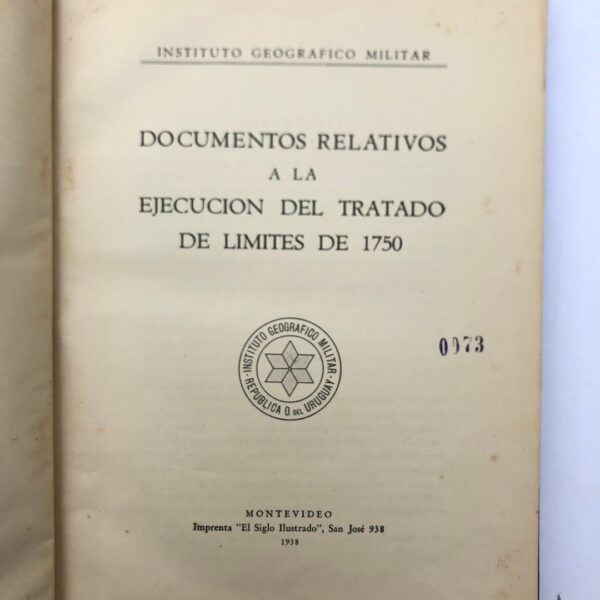 INSTITUTO GEOGRAFICO MILITAR
DOCUMENTOS RELATIVOS
A LA
EJECUCION DEL TRATADO
DE LIMITES DE 1750
INSTITUTO GEOGRAFICO MILITAR
REPUBLICA O. DEL URUGUAY
0973
MONTEVIDEO
Imprenta "El Siglo Ilustrado", San José 938
1938